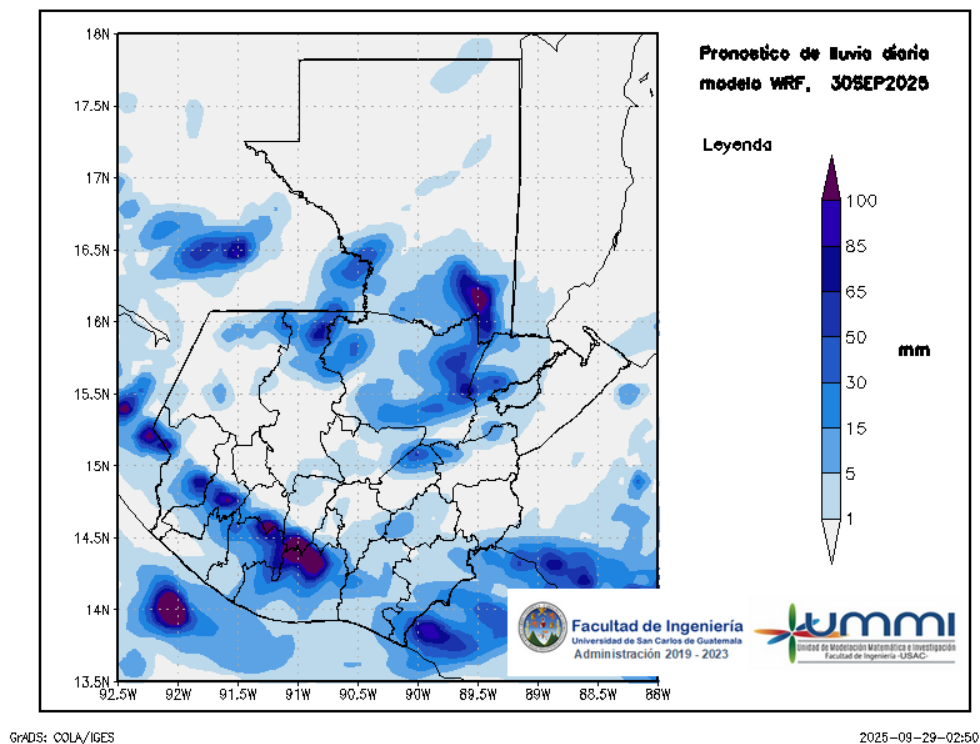 Pronostico de lluvia diaria
modelo WRF, 30SEP2025
Leyenda
100
85
65
50
30
15
5
1
mm
18N
17.5N
17N
16.5N
16N
15.5N
15N
14.5N
14N
13.5N
92.5W
92W
91.5W
91W
90.5W
90W
89.5W
89W
88.5W
88W
Facultad de Ingeniería
Universidad de San Carlos de Guatemala
Administración 2019 - 2023
ummi
Unidad de Modelación Matemática e Investigación
Facultad de Ingeniería -USAC-
GrADS: COLA/IGES
2025-09-29-02:50